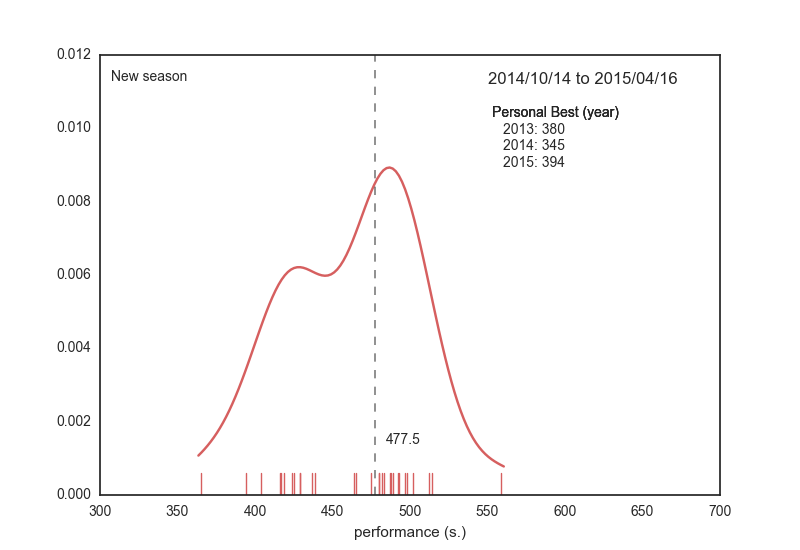 New season
2014/10/14 to 2015/04/16
Personal Best (year)
2013: 380
2014: 345
2015: 394
477.5
0.012
0.010
0.008
0.006
0.004
0.002
0.000
300 350 400 450 500 550 600 650 700
performance (s.)